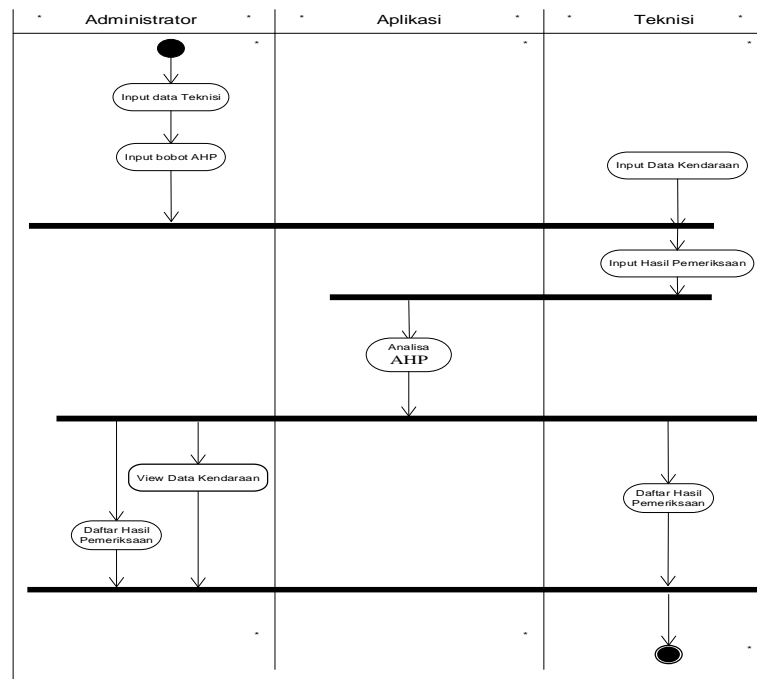 Administrator
Aplikasi
Teknisi
Input data Teknisi
Input bobot AHP
Input Data Kendaraan
Input Hasil Pemeriksaan
Analisa
AHP
View Data Kendaraan
Daftar Hasil
Pemeriksaan
Daftar Hasil
Pemeriksaan